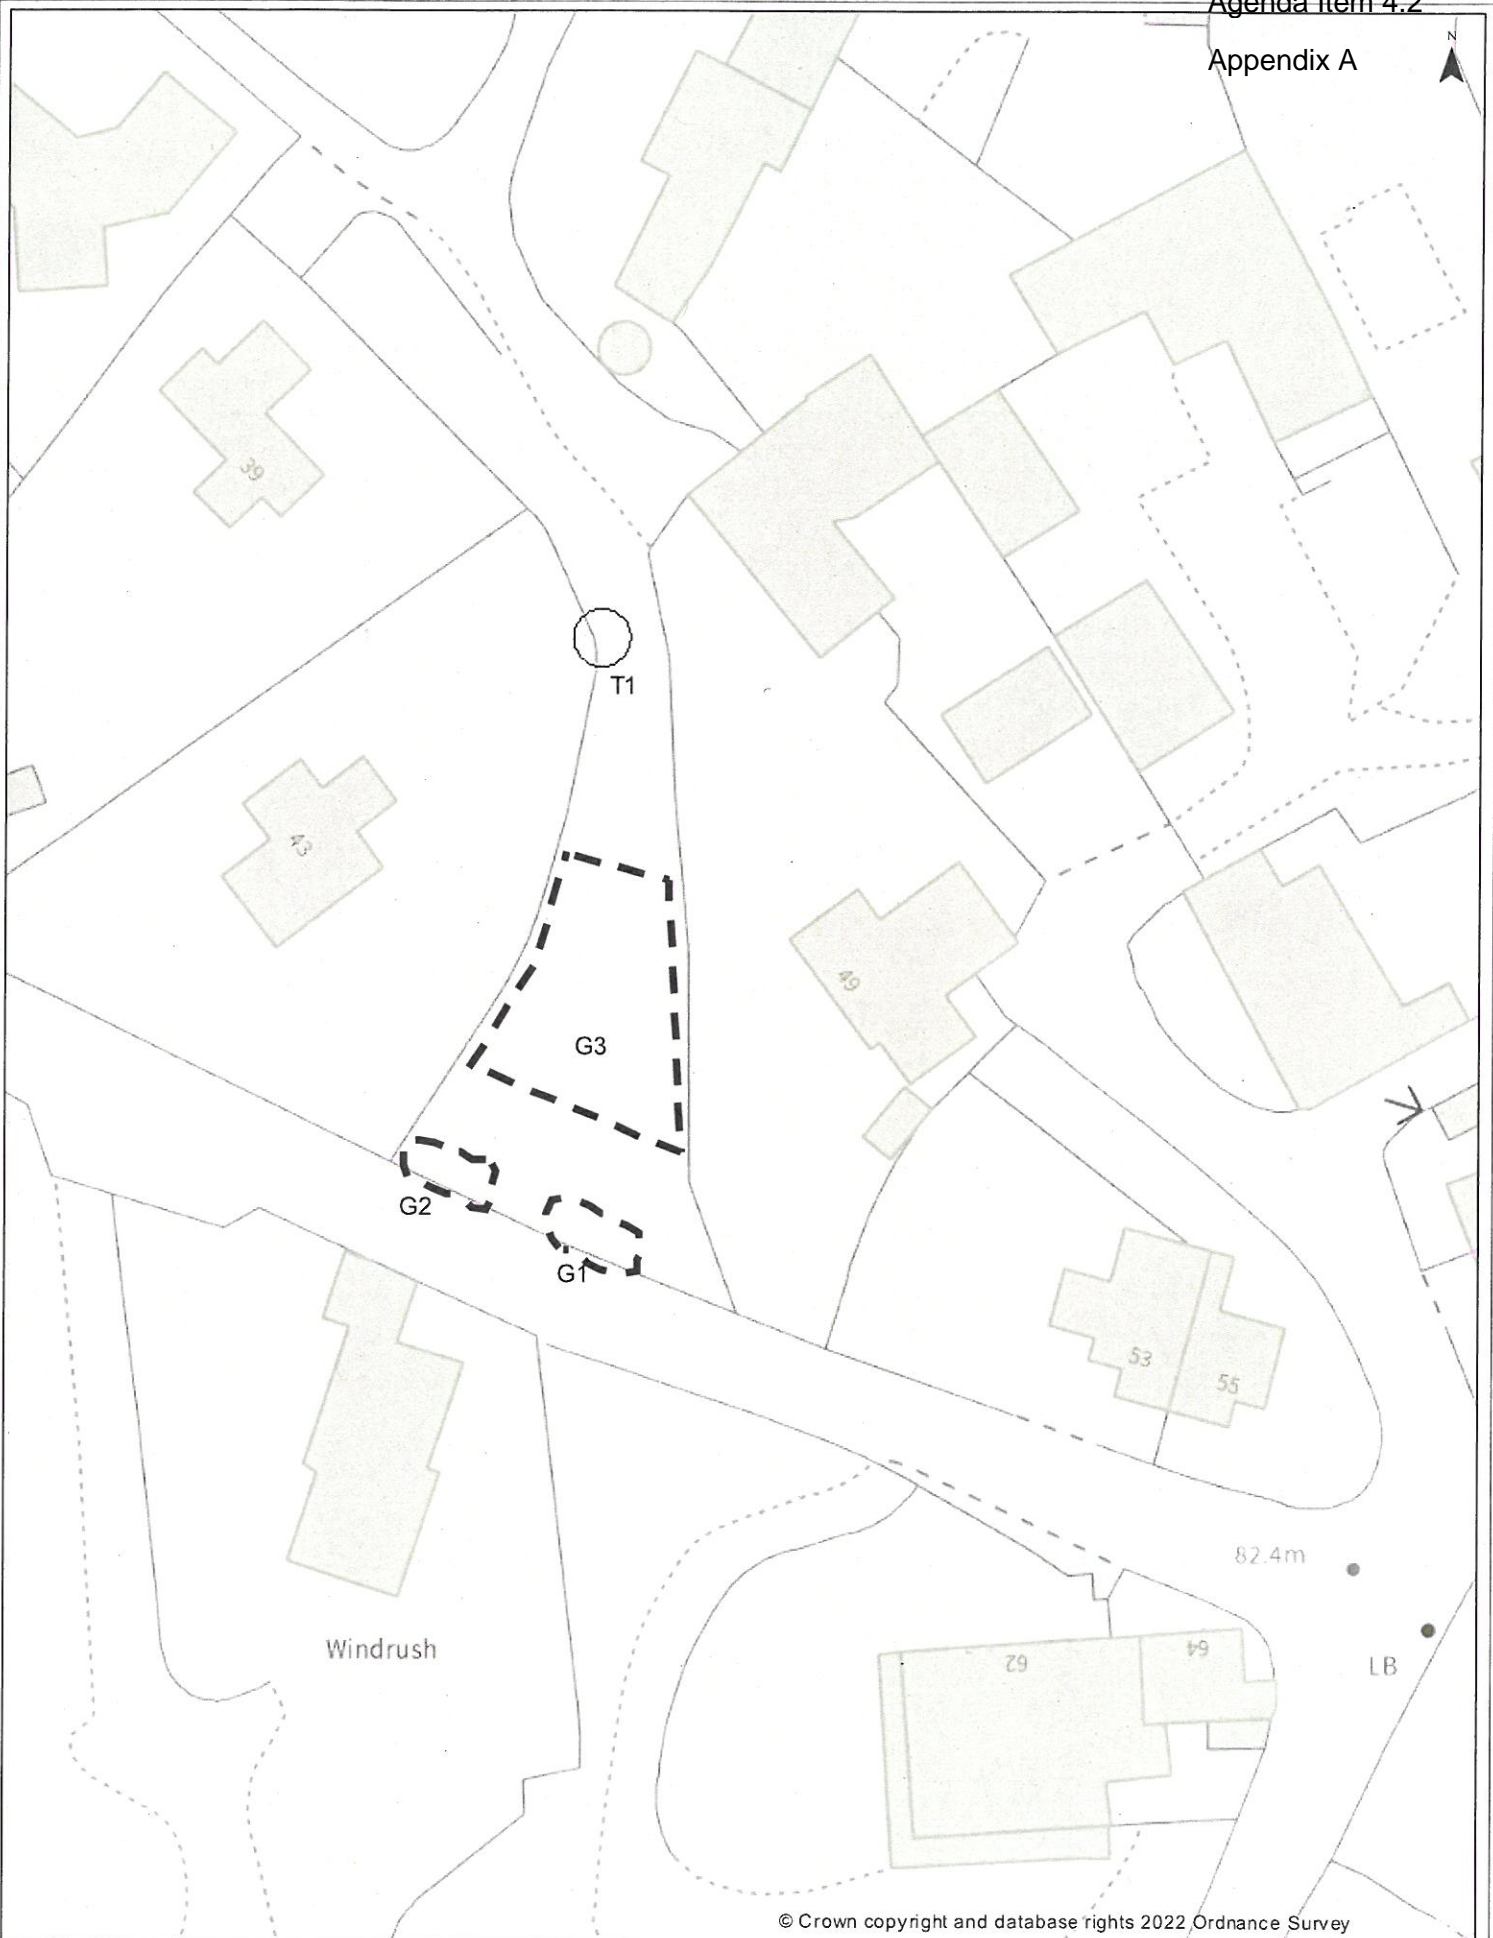 Agenda Item 4.2
N
Appendix A
39
T1
43
49
G3
G2
G1
53
55
82.4m
Windrush
62
64
LB
© Crown copyright and database rights 2022 Ordnance Survey